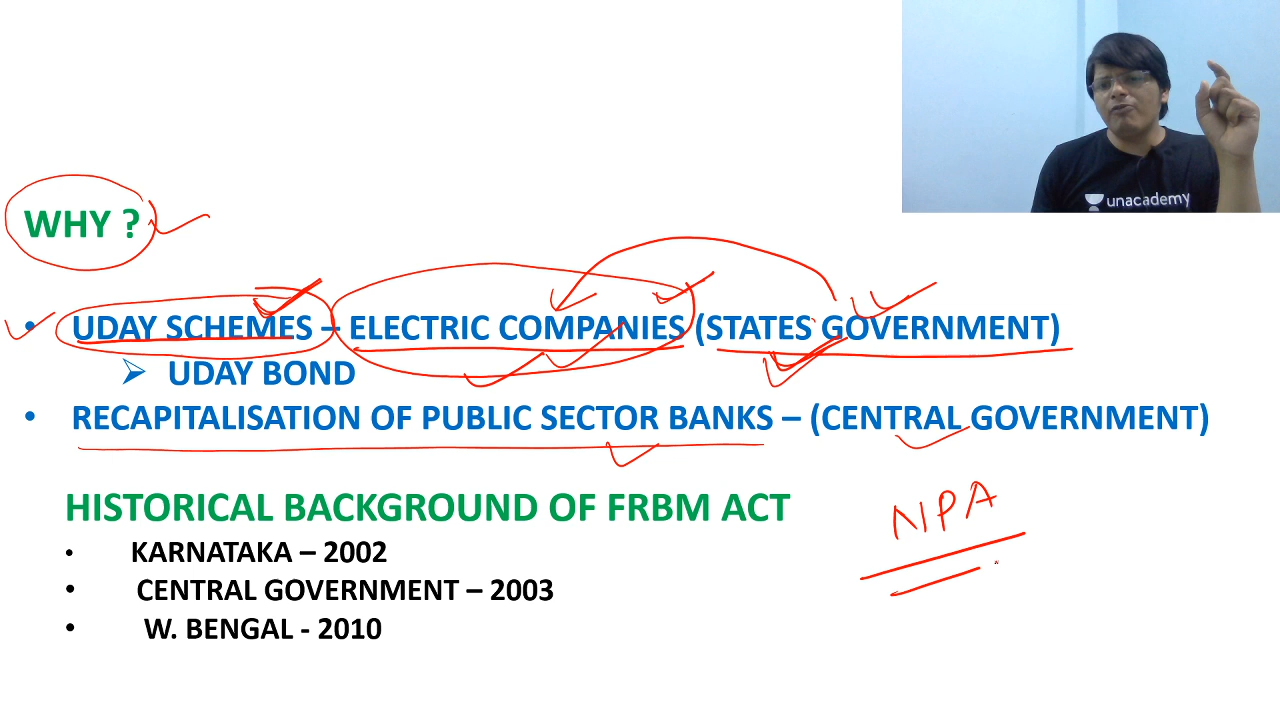 unacademy
WHY ?
• UDAY SCHEMES – ELECTRIC COMPANIES (STATES GOVERNMENT)
➢ UDAY BOND
• RECAPITALISATION OF PUBLIC SECTOR BANKS – (CENTRAL GOVERNMENT)
HISTORICAL BACKGROUND OF FRBM ACT
NPA
• KARNATAKA – 2002
• CENTRAL GOVERNMENT – 2003
• W. BENGAL - 2010